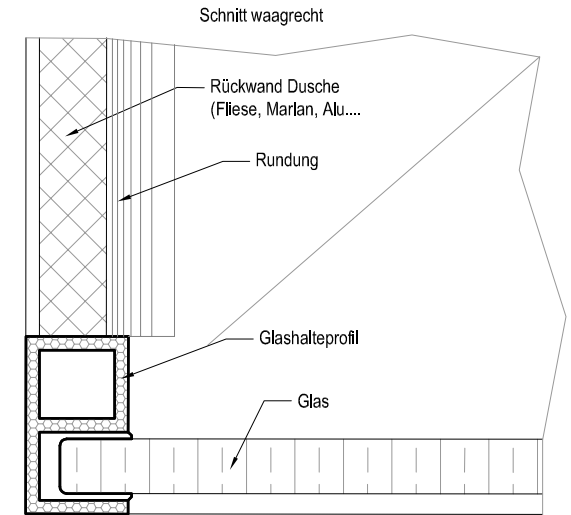 Schnitt waagrecht
Rückwand Dusche
(Fliese, Marlan, Alu....
Rundung
Glashalteprofil
Glas